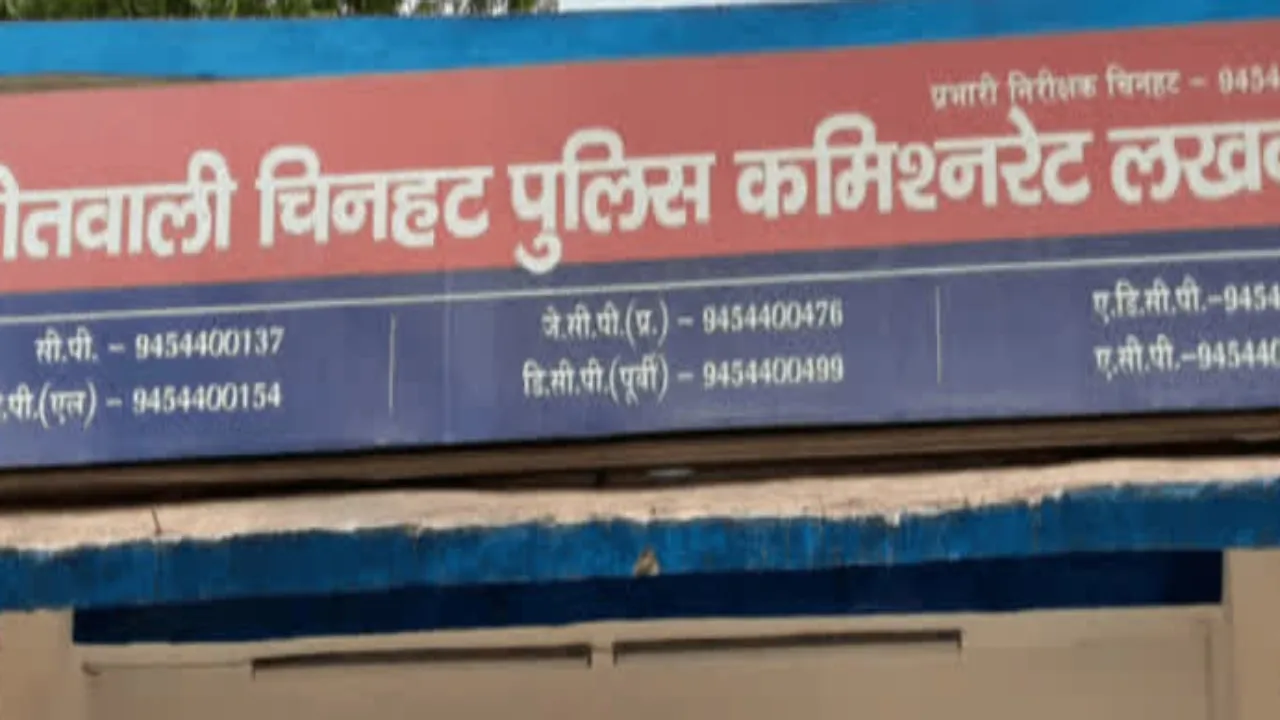 प्रभारी निरीक्षक चिनहट - 9454
ोतवाली चिनहट पुलिस कमिश्नरेट लख
सी.पी. - 9454400137
जे.सी.पी.(प्र.) - 9454400476
ए.डि.सी.पी.-9454
.पी.(एल) - 9454400154
डि.सी.पी.(पूर्वी) - 9454400499
ए.सी.पी.-945440